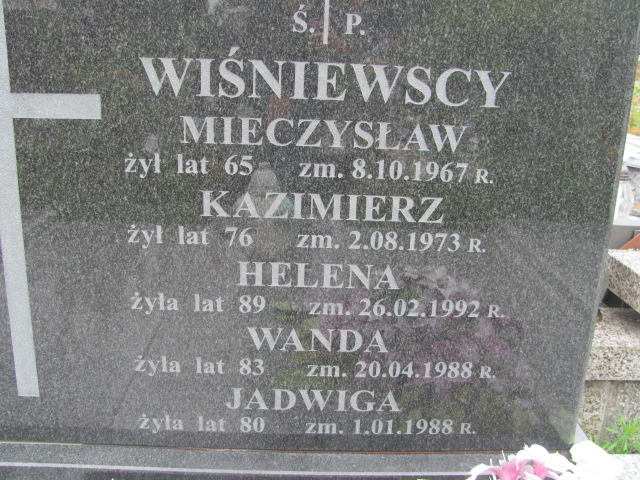 Ś. P.
WIŚNIEWSCY
MIECZYSŁAW
żył lat 65 zm. 8.10.1967 R.
KAZIMIERZ
żył lat 76 zm. 2.08.1973 R.
HELENA
żyła lat 89 zm. 26.02.1992 R.
WANDA
żyła lat 83 zm. 20.04.1988 R.
JADWIGA
żyła lat 80 zm. 1.01.1988 R.